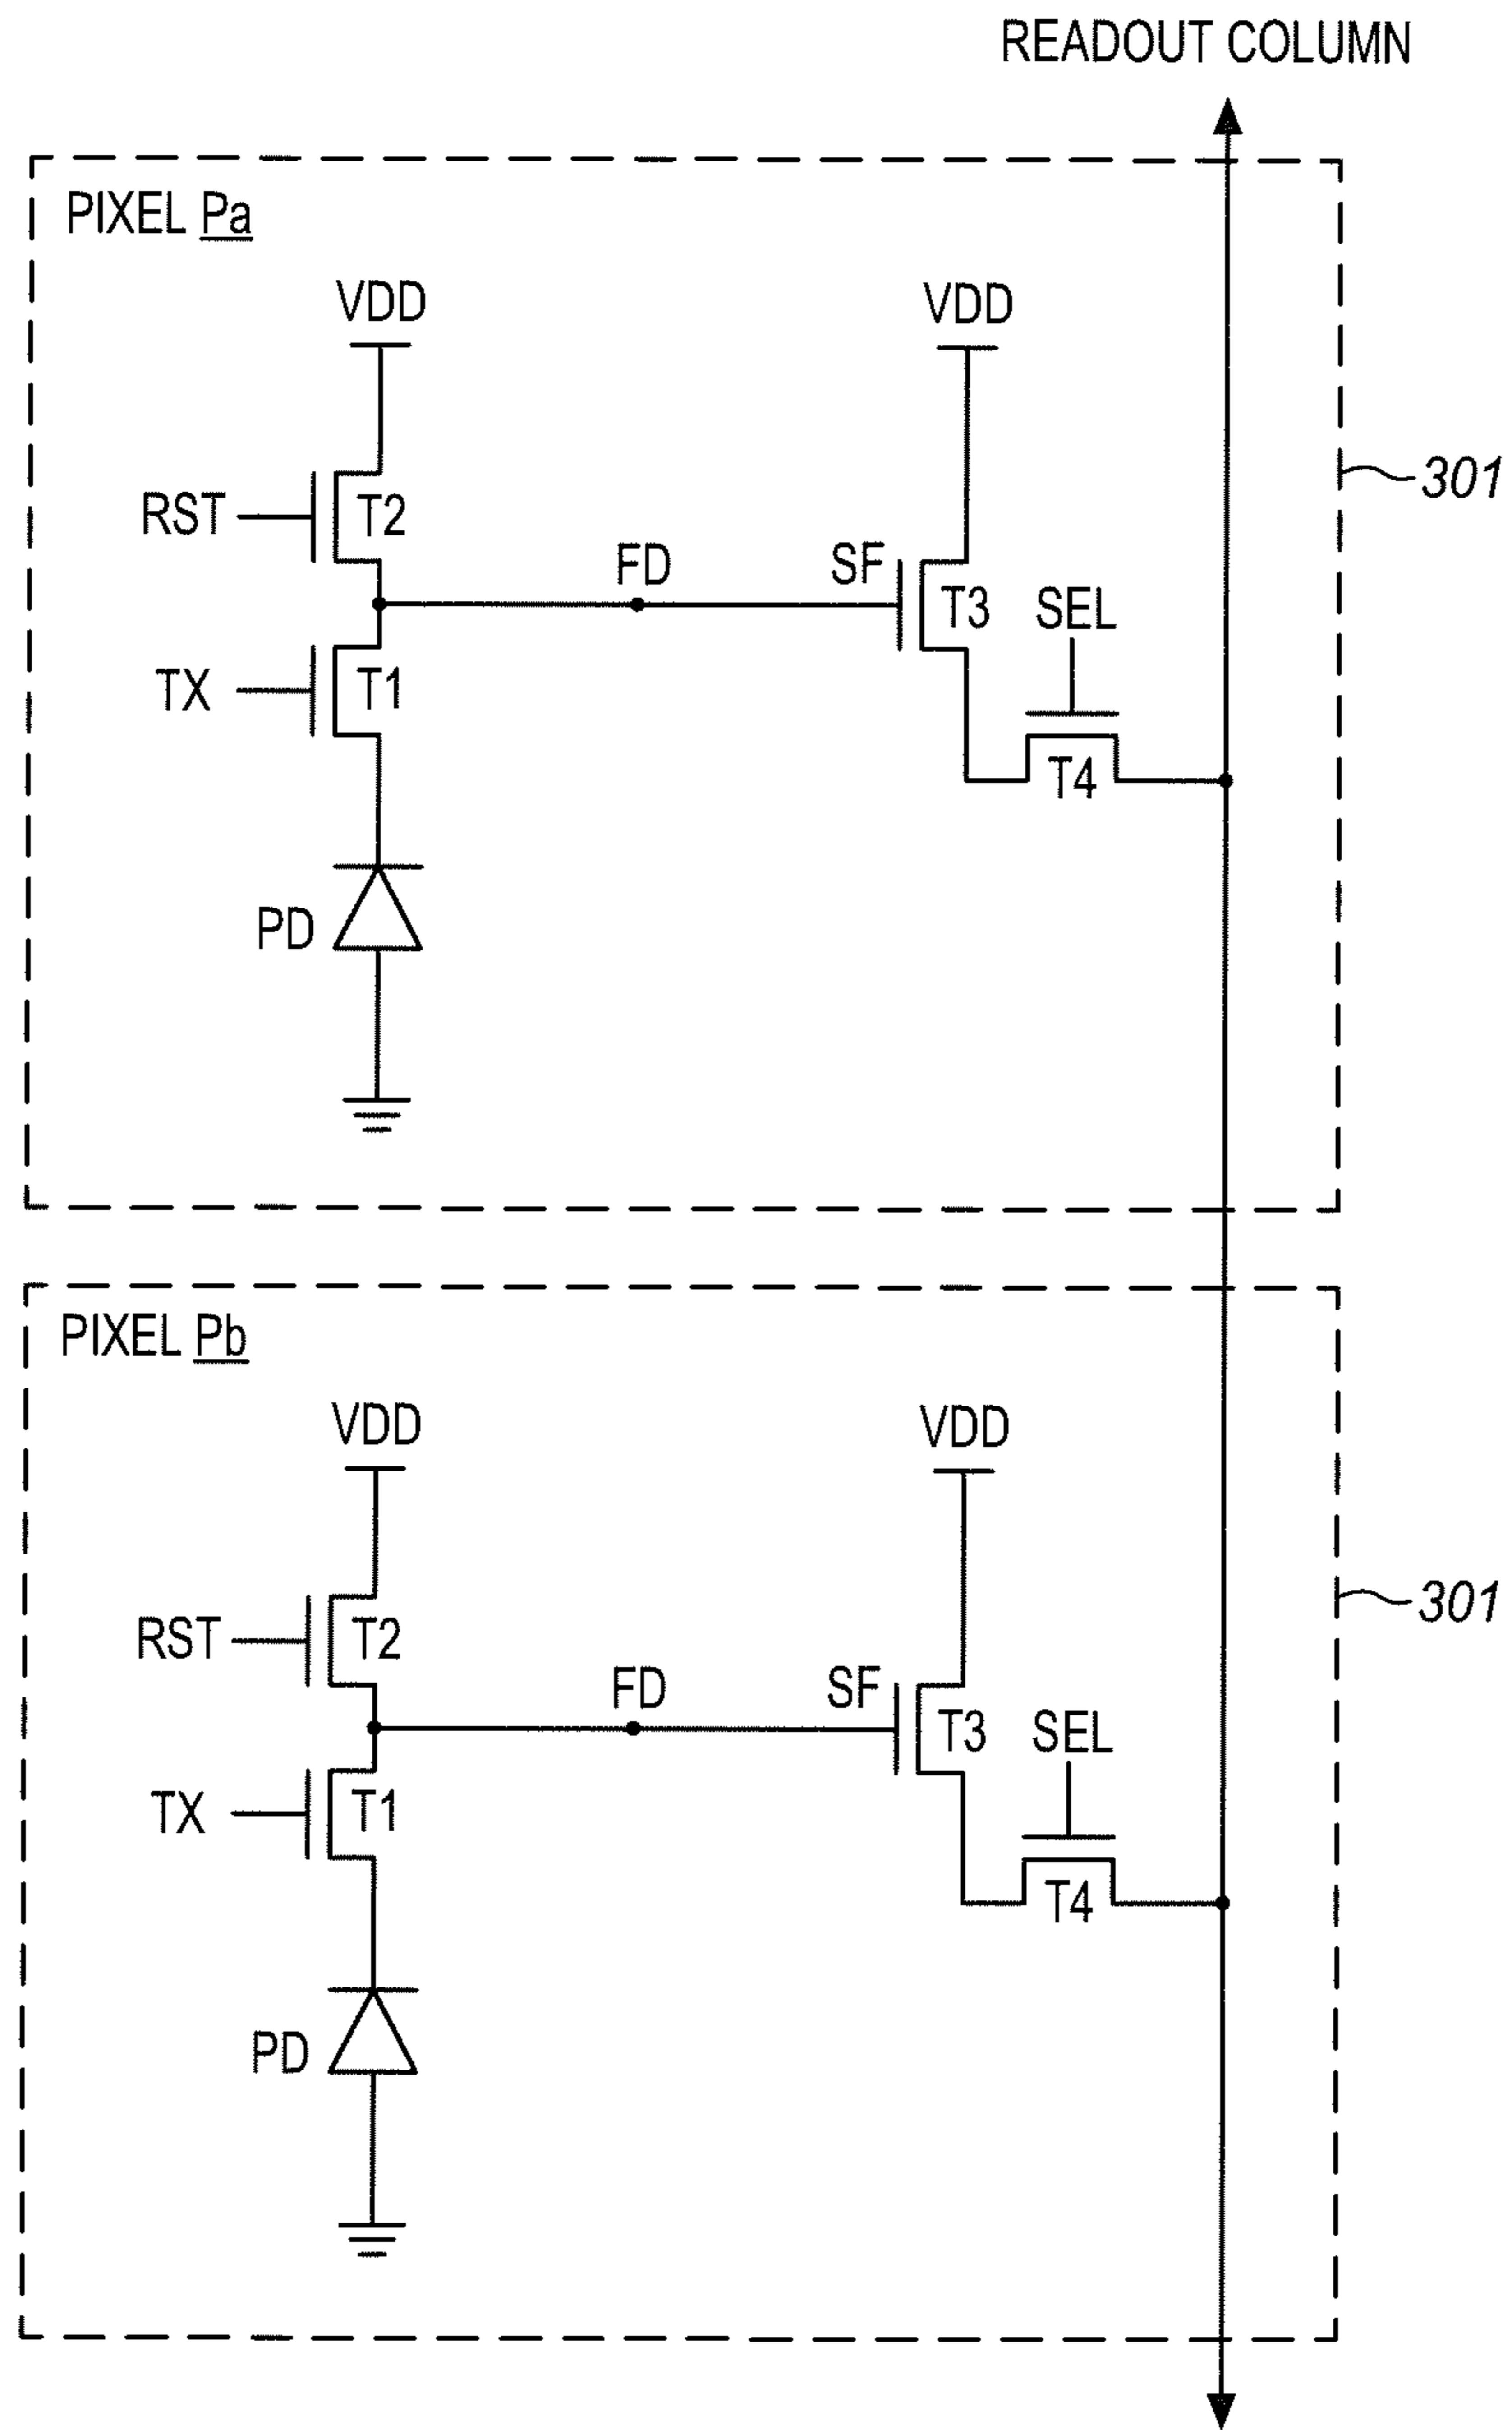 READOUT COLUMN
PIXEL Pa
VDD
VDD
301
RST
T2
FD
SF
T3
SEL
TX
T1
T4
PD
PIXEL Pb
VDD
VDD
301
RST
T2
FD
SF
T3
SEL
TX
T1
T4
PD